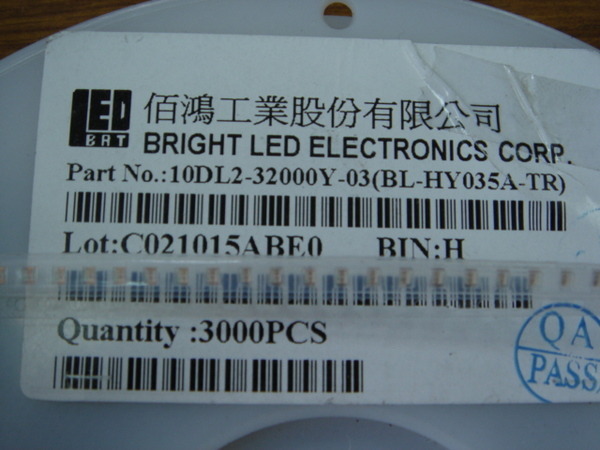 LED
BRT
佰鴻工業股份有限公司
BRIGHT LED ELECTRONICS CORP.
Part No.:10DL2-32000Y-03(BL-HY035A-TR)
Lot:C021015ABE0 BIN:H
Quantity :3000PCS
QA
PASS